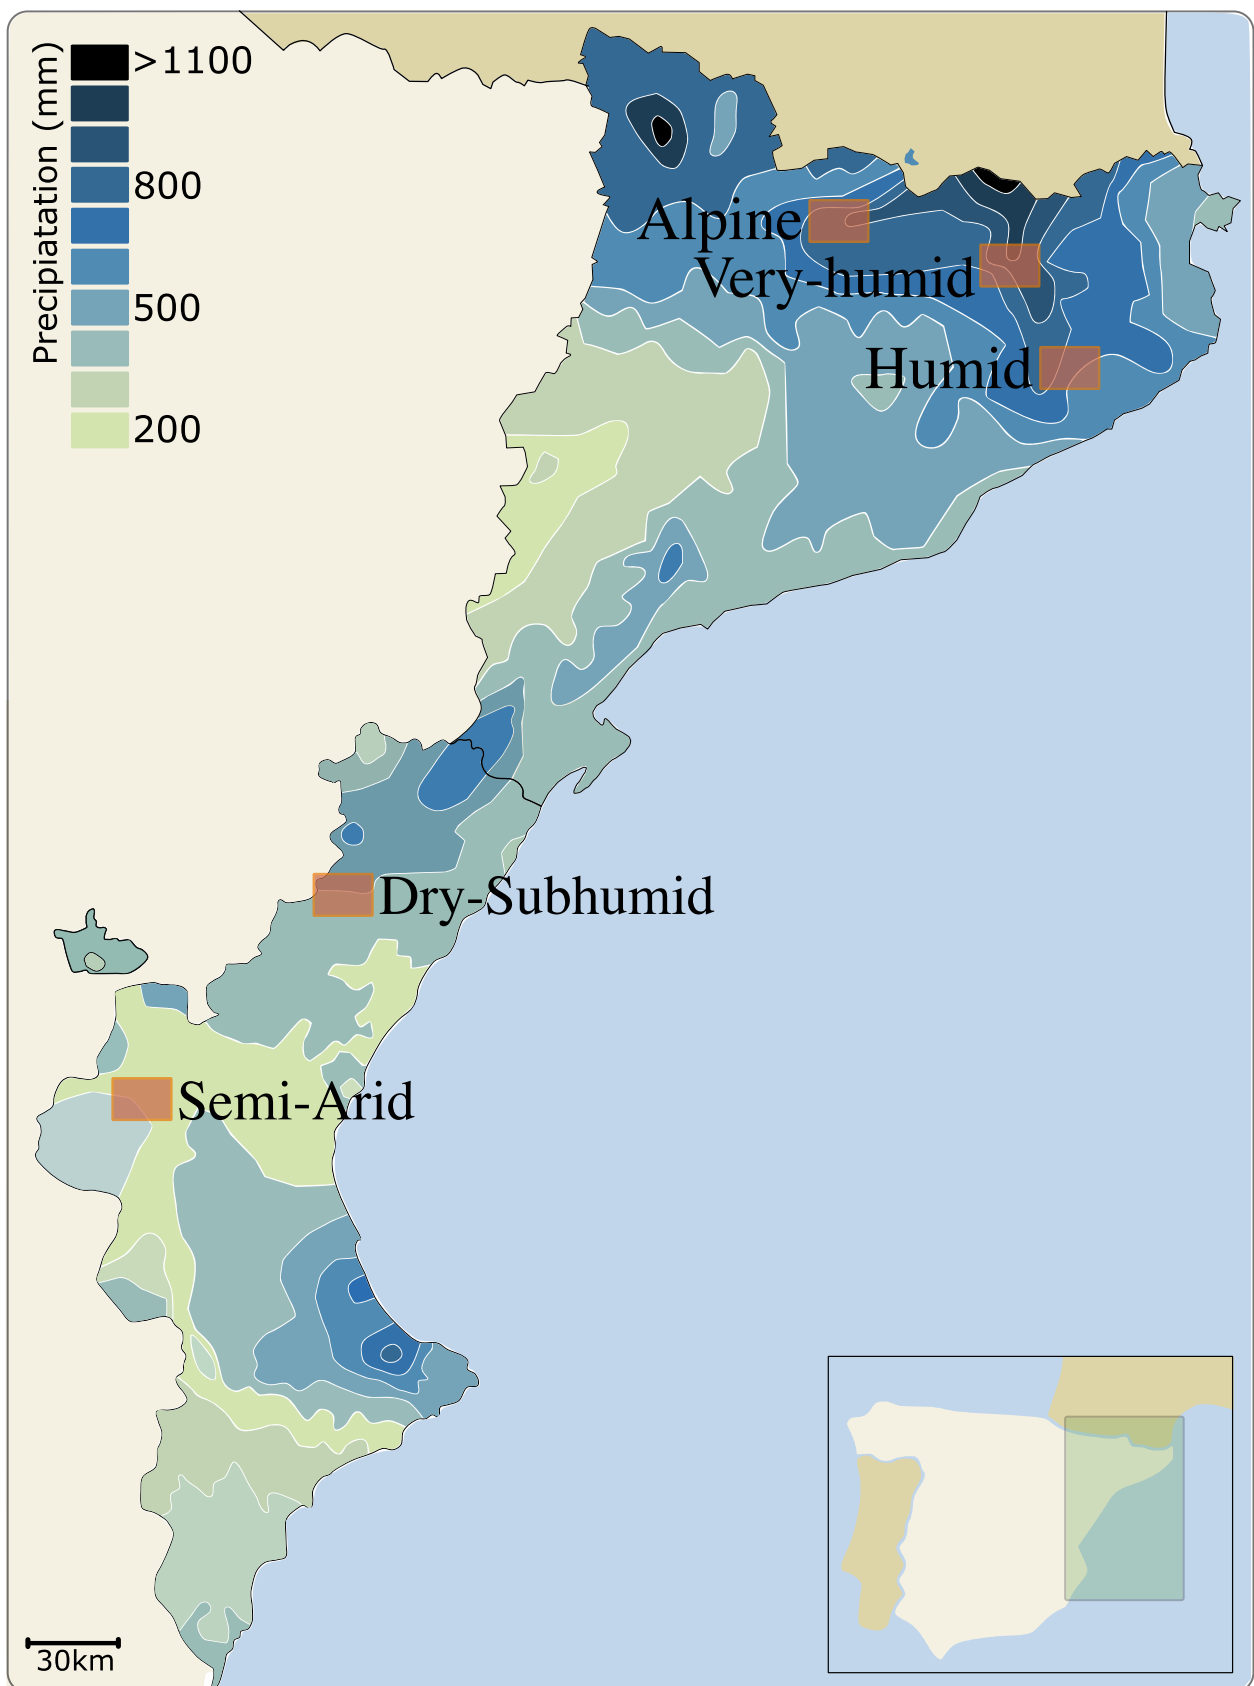 Precipiatation (mm)
>1100
800
500
200
Alpine
Very-humid
Humid
Dry-Subhumid
Semi-Arid
30km